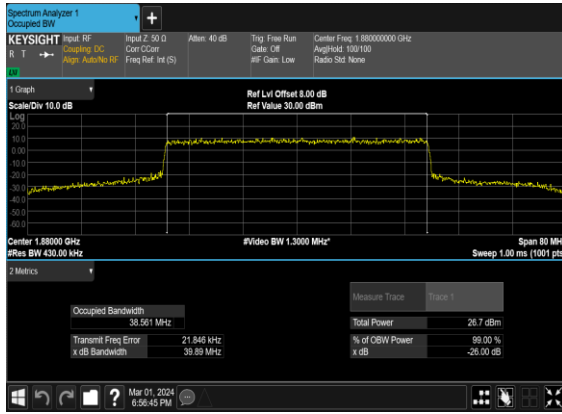 Spectrum Analyzer 1
Occupied BW
+
KEYSIGHT
R T
LXI
Input: RF
Coupling: DC
Align: Auto/No RF
Input Z: 50 Ω
Corr CCorr
Freq Ref: Int (S)
Atten: 40 dB
Trig: Free Run
Gate: Off
#IF Gain: Low
Center Freq: 1.880000000 GHz
Avg|Hold: 100/100
Radio Std: None
1 Graph
Scale/Div 10.0 dB
Ref Lvl Offset 8.00 dB
Ref Value 30.00 dBm
Log
20.0
10.0
0.00
-10.0
-20.0
-30.0
-40.0
-50.0
-60.0
Center 1.88000 GHz
#Res BW 430.00 kHz
#Video BW 1.3000 MHz*
Span 80 MH
Sweep 1.00 ms (1001 pts
2 Metrics
Measure Trace Trace 1
Occupied Bandwidth
38.561 MHz
Total Power 26.7 dBm
Transmit Freq Error 21.846 kHz
% of OBW Power 99.00 %
x dB Bandwidth 39.89 MHz
x dB -26.00 dB
?
Mar 01, 2024
6:56:45 PM